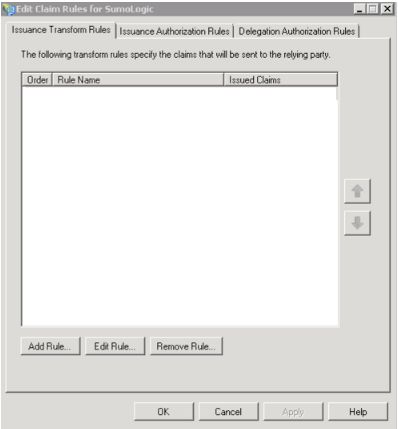 Edit Claim Rules for SumoLogic
Issuance Transform Rules Issuance Authorization Rules Delegation Authorization Rules
The following transform rules specify the claims that will be sent to the relying party.
Order Rule Name Issued Claims
Add Rule... Edit Rule... Remove Rule...
OK Cancel Apply Help